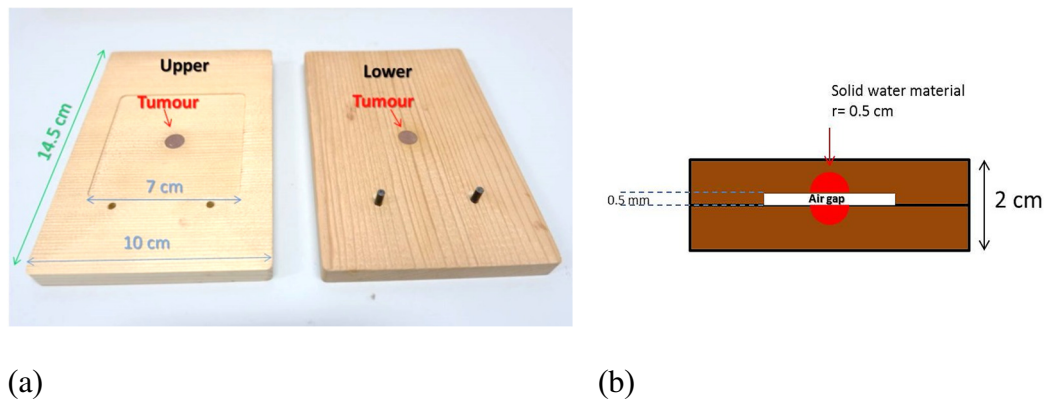 Upper
Tumour
14.5 cm
7 cm
10 cm
Lower
Tumour
Solid water material
r= 0.5 cm
0.5 mm
Air gap
2 cm
(a)
(b)